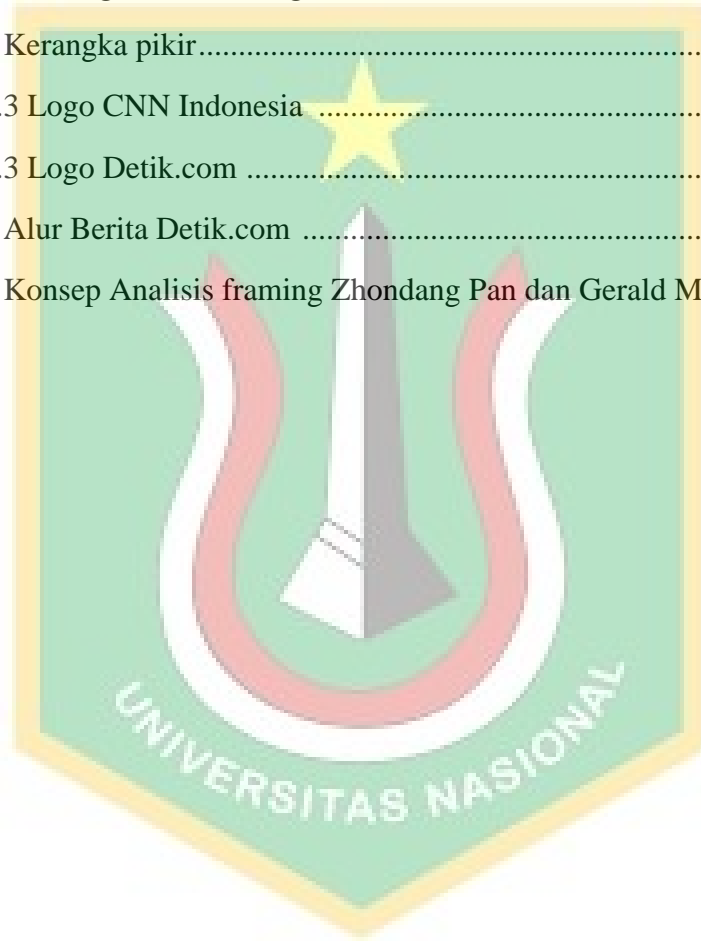 Kerangka pikir....................................................................
.3 Logo CNN Indonesia ....................................................
.3 Logo Detik.com ............................................................
Alur Berita Detik.com .....................................................
Konsep Analisis framing Zhondang Pan dan Gerald M
UNIVERSITAS NASIONAL